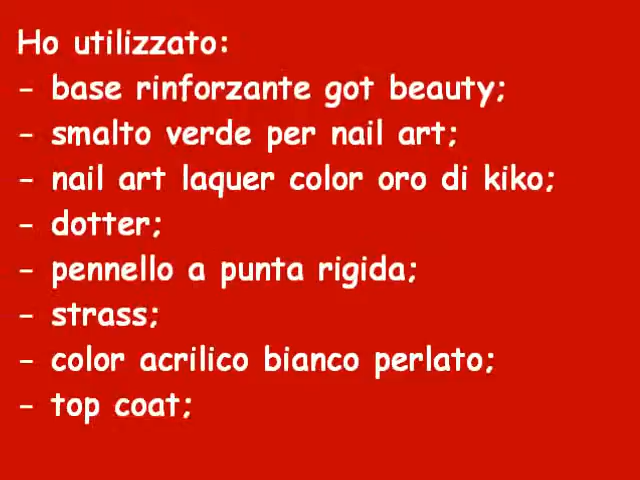 Ho utilizzato:
- base rinforzante got beauty;
- smalto verde per nail art;
- nail art laquer color oro di kiko;
- dotter;
- pennello a punta rigida;
- strass;
- color acrilico bianco perlato;
- top coat;